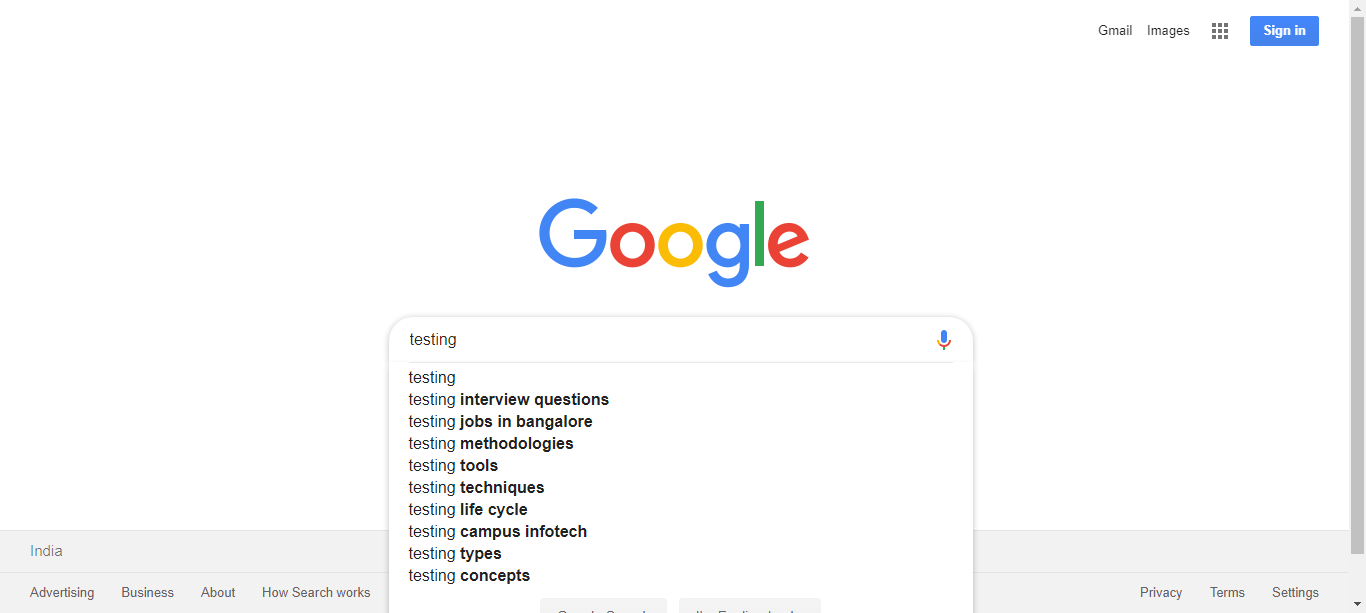 Gmail Images Sign in
Google
testing
testing
testing interview questions
testing jobs in bangalore
testing methodologies
testing tools
testing techniques
testing life cycle
testing campus infotech
testing types
testing concepts
India
Advertising Business About How Search works Privacy Terms Settings